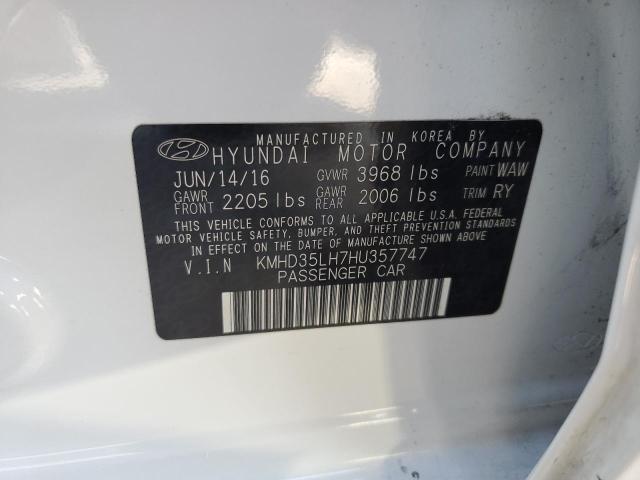 MANUFACTURED IN KOREA BY
HYUNDAI MOTOR COMPANY
JUN/14/16 GVWR 3968 lbs PAINT WAW
GAWR FRONT 2205 lbs GAWR REAR 2006 lbs TRIM RY
THIS VEHICLE CONFORMS TO ALL APPLICABLE U.S.A. FEDERAL
MOTOR VEHICLE SAFETY, BUMPER, AND THEFT PREVENTION STANDARDS
IN EFFECT ON THE DATE OF MANUFACTURE SHOWN ABOVE.
V.I.N KMHD35LH7HU357747
PASSENGER CAR